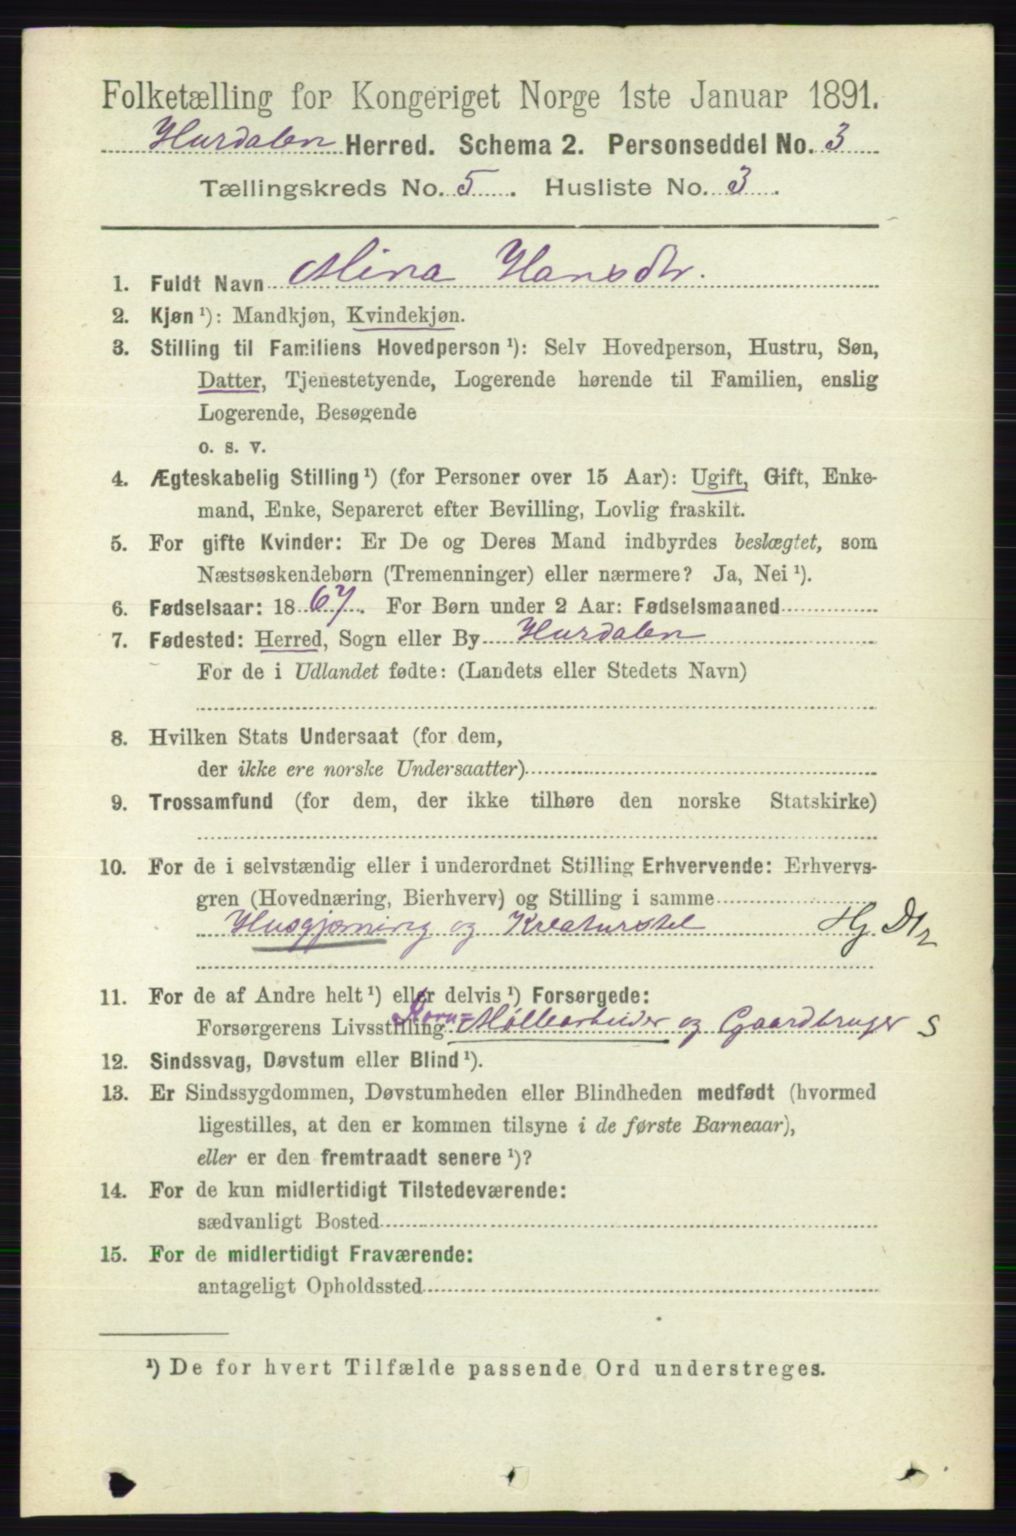 Folketælling for Kongeriget Norge 1ste Januar 1891.
Hurdalen Herred. Schema 2. Personseddel No. 3
Tællingskreds No. 5. Husliste No. 3.
1. Fuldt Navn Mina Hansdtr.
2. Kjøn ¹): Mandkjøn, Kvindekjøn.
3. Stilling til Familiens Hovedperson ¹): Selv Hovedperson, Hustru, Søn,
Datter, Tjenestetyende, Logerende hørende til Familien, enslig
Logerende, Besøgende
o. s. v.
4. Ægteskabelig Stilling ¹) (for Personer over 15 Aar): Ugift, Gift, Enke-
mand, Enke, Separeret efter Bevilling, Lovlig fraskilt.
5. For gifte Kvinder: Er De og Deres Mand indbyrdes beslægtet, som
Næstsøskendebørn (Tremenninger) eller nærmere? Ja, Nei ¹).
6. Fødselsaar: 1867. For Børn under 2 Aar: Fødselsmaaned
7. Fødested: Herred, Sogn eller By Hurdalen
For de i Udlandet fødte: (Landets eller Stedets Navn)
8. Hvilken Stats Undersaat (for dem,
der ikke ere norske Undersaatter)
9. Trossamfund (for dem, der ikke tilhøre den norske Statskirke)
10. For de i selvstændig eller i underordnet Stilling Erhvervende: Erhvervs-
gren (Hovednæring, Bierhverv) og Stilling i samme
Husgjerning og Kreaturstel Hj Dtr
11. For de af Andre helt ¹) eller delvis ¹) Forsørgede:
Forsørgerens Livsstilling Korn-Møllearbeider og Gaardbruger S
12. Sindssvag, Døvstum eller Blind ¹).
13. Er Sindssygdommen, Døvstumheden eller Blindheden medfødt (hvormed
ligestilles, at den er kommen tilsyne i de første Barneaar),
eller er den fremtraadt senere ¹)?
14. For de kun midlertidigt Tilstedeværende:
sædvanligt Bosted
15. For de midlertidigt Fraværende:
antageligt Opholdssted
¹) De for hvert Tilfælde passende Ord understreges.